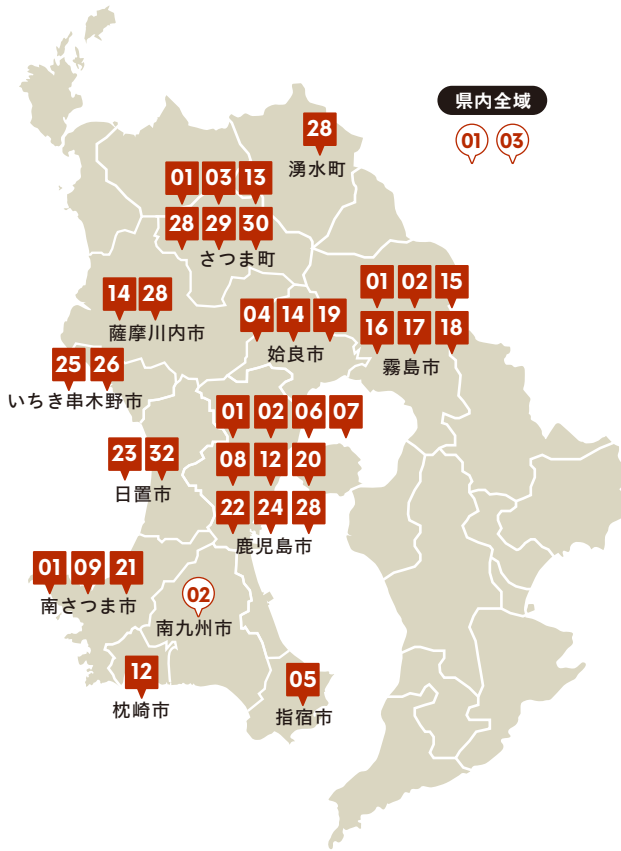 県内全域
01 03
28
湧水町
01 03 13
28 29 30
さつま町
01 02 15
16 17 18
霧島市
14 28
薩摩川内市
04 14 19
姶良市
25 26
いちき串木野市
01 02 06 07
08 12 20
22 24 28
鹿児島市
23 32
日置市
01 09 21
南さつま市
02
南九州市
12
枕崎市
05
指宿市